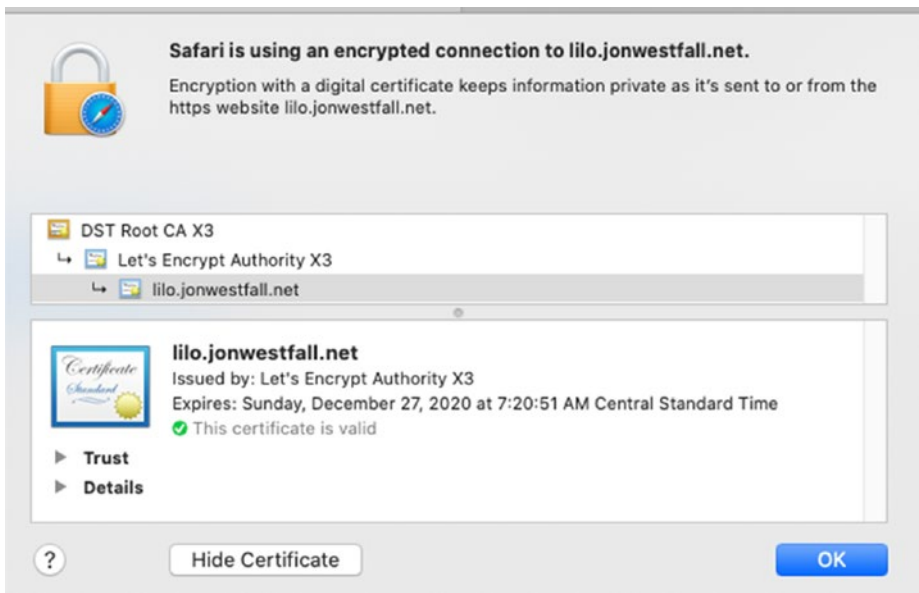 Safari is using an encrypted connection to lilo.jonwestfall.net.
Encryption with a digital certificate keeps information private as it's sent to or from the
https website lilo.jonwestfall.net.
DST Root CA X3
Let's Encrypt Authority X3
lilo.jonwestfall.net
Certificate
Standard
lilo.jonwestfall.net
Issued by: Let's Encrypt Authority X3
Expires: Sunday, December 27, 2020 at 7:20:51 AM Central Standard Time
This certificate is valid
Trust
Details
?
Hide Certificate
OK